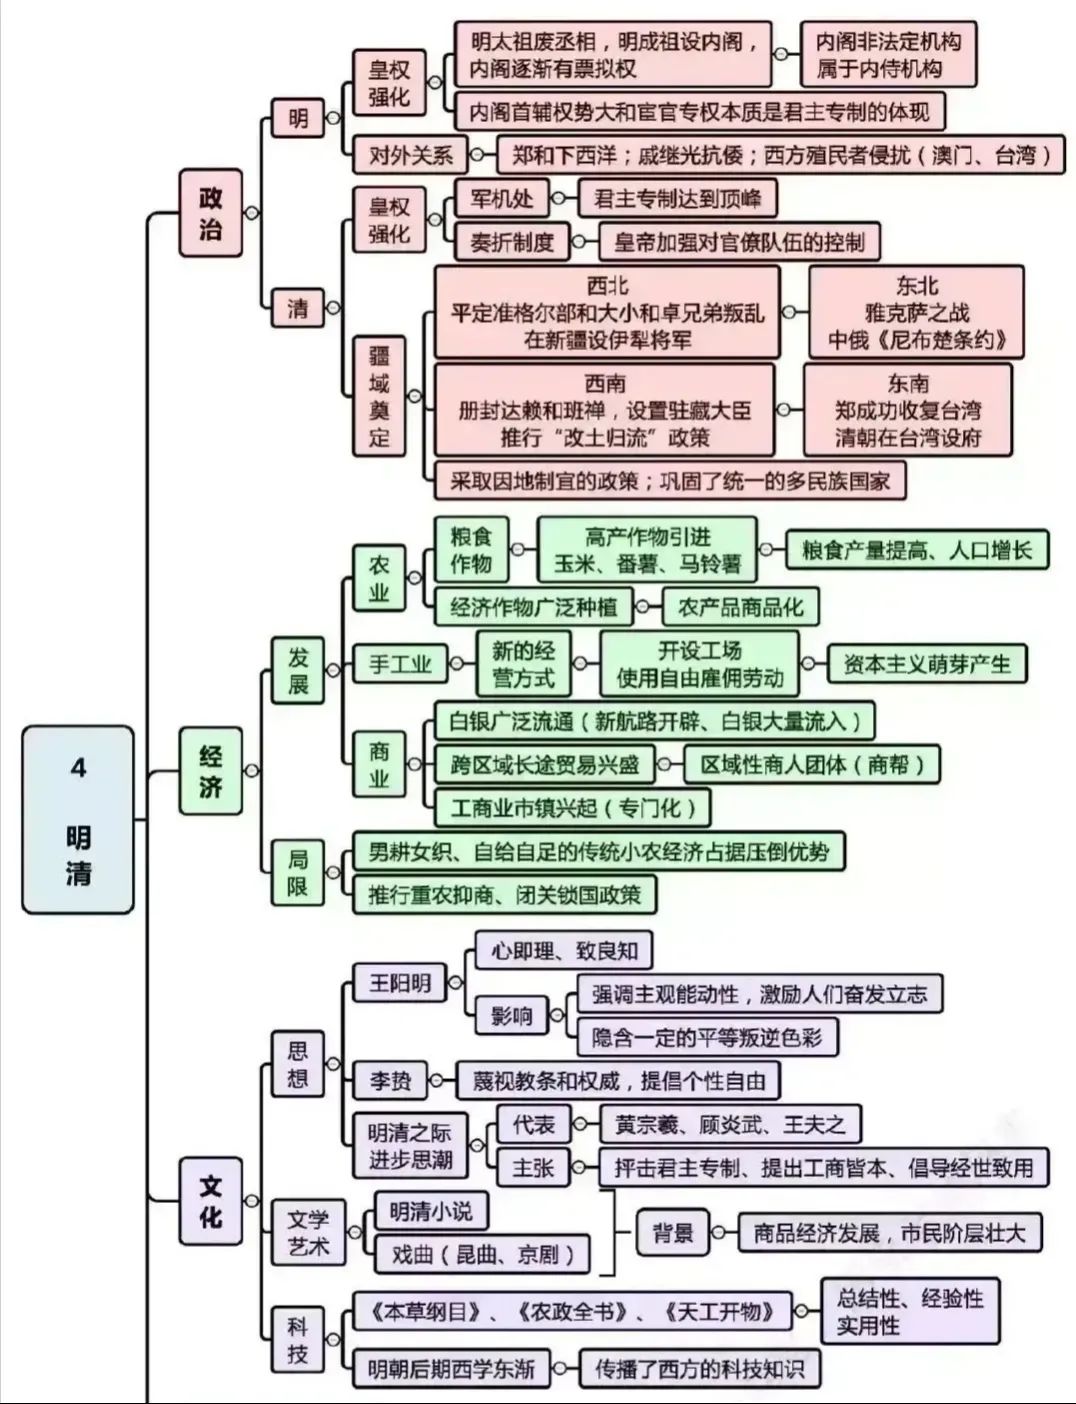 4
明
清
政
治
明
皇权
强化
明太祖废丞相，明成祖设内阁，
内阁逐渐有票拟权
内阁非法定机构
属于内侍机构
内阁首辅权势大和宦官专权本质是君主专制的体现
对外关系
郑和下西洋；戚继光抗倭；西方殖民者侵扰（澳门、台湾）
清
皇权
强化
军机处
君主专制达到顶峰
奏折制度
皇帝加强对官僚队伍的控制
疆
域
奠
定
西北
平定准格尔部和大小和卓兄弟叛乱
在新疆设伊犁将军
东北
雅克萨之战
中俄《尼布楚条约》
西南
册封达赖和班禅，设置驻藏大臣
推行“改土归流”政策
东南
郑成功收复台湾
清朝在台湾设府
采取因地制宜的政策；巩固了统一的多民族国家
经
济
发
展
农
业
粮食
作物
高产作物引进
玉米、番薯、马铃薯
粮食产量提高、人口增长
经济作物广泛种植
农产品商品化
手工业
新的经
营方式
开设工场
使用自由雇佣劳动
资本主义萌芽产生
商
业
白银广泛流通（新航路开辟、白银大量流入）
跨区域长途贸易兴盛
区域性商人团体（商帮）
工商业市镇兴起（专门化）
局
限
男耕女织、自给自足的传统小农经济占据压倒优势
推行重农抑商、闭关锁国政策
文
化
思
想
王阳明
心即理、致良知
影响
强调主观能动性，激励人们奋发立志
隐含一定的平等叛逆色彩
李贽
蔑视教条和权威，提倡个性自由
明清之际
进步思潮
代表
黄宗羲、顾炎武、王夫之
主张
抨击君主专制、提出工商皆本、倡导经世致用
文学
艺术
明清小说
戏曲（昆曲、京剧）
背景
商品经济发展，市民阶层壮大
科
技
《本草纲目》、《农政全书》、《天工开物》
总结性、经验性
实用性
明朝后期西学东渐
传播了西方的科技知识